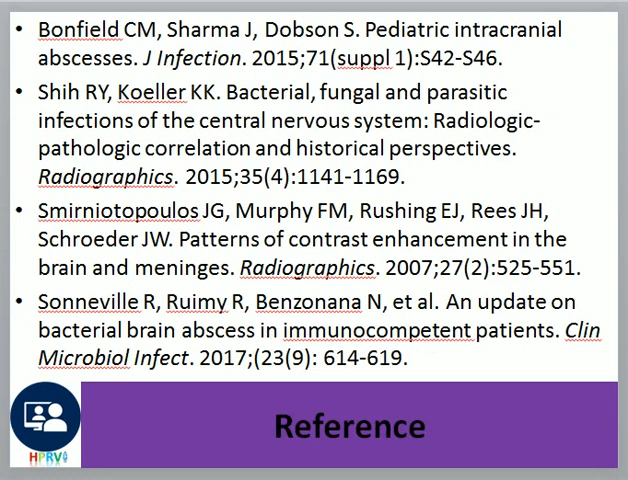 • Bonfield CM, Sharma J, Dobson S. Pediatric intracranial
abscesses. J Infection. 2015;71(suppl 1):S42-S46.
• Shih RY, Koeller KK. Bacterial, fungal and parasitic
infections of the central nervous system: Radiologic-
pathologic correlation and historical perspectives.
Radiographics. 2015;35(4):1141-1169.
• Smirniotopoulos JG, Murphy FM, Rushing EJ, Rees JH,
Schroeder JW. Patterns of contrast enhancement in the
brain and meninges. Radiographics. 2007;27(2):525-551.
• Sonneville R, Ruimy R, Benzonana N, et al. An update on
bacterial brain abscess in immunocompetent patients. Clin
Microbiol Infect. 2017;(23(9): 614-619.
Reference
HPRV